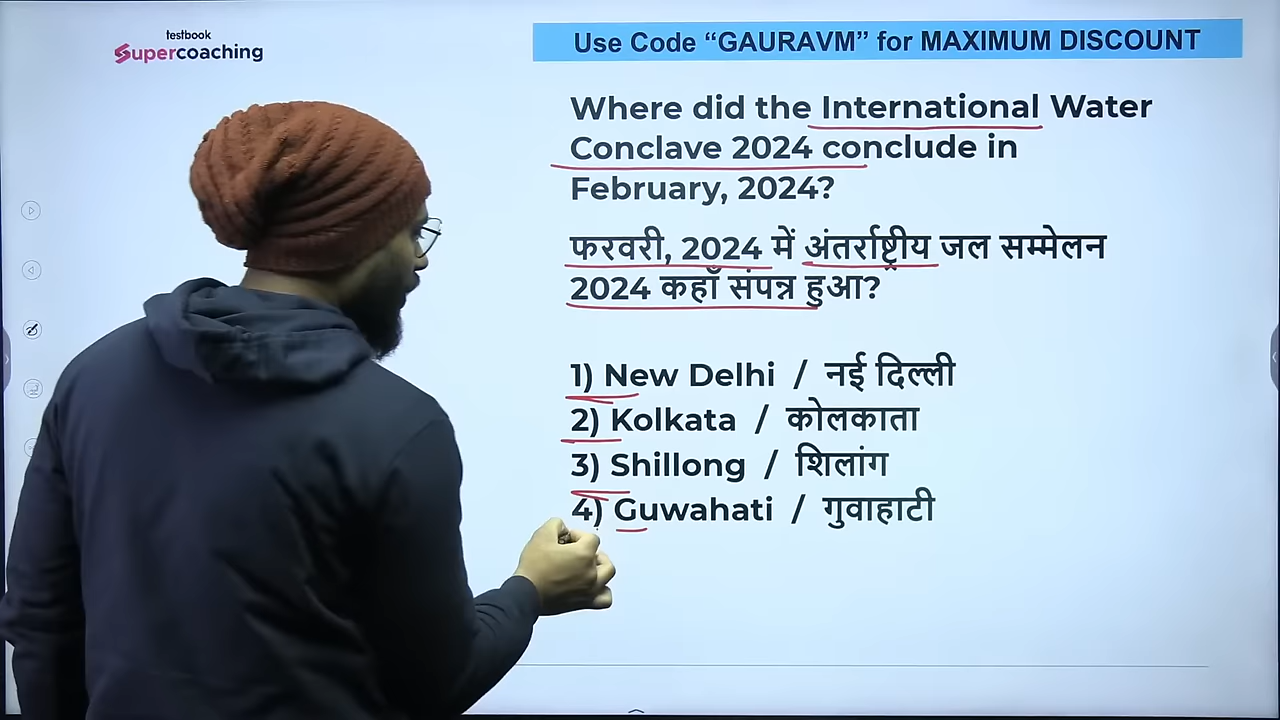 testbook
Supercoaching
Use Code “GAURAVM” for MAXIMUM DISCOUNT
Where did the International Water
Conclave 2024 conclude in
February, 2024?
फरवरी, 2024 में अंतर्राष्ट्रीय जल सम्मेलन
2024 कहाँ संपन्न हुआ?
1) New Delhi / नई दिल्ली
2) Kolkata / कोलकाता
3) Shillong / शिलांग
4) Guwahati / गुवाहाटी